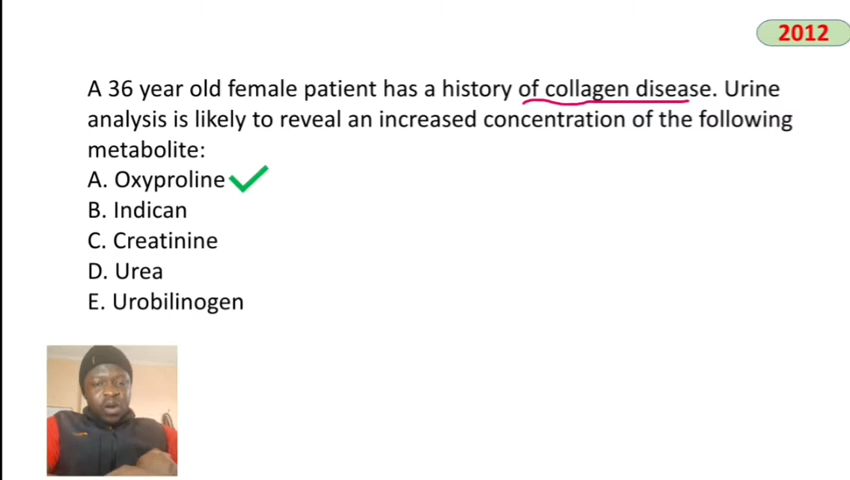 2012
A 36 year old female patient has a history of collagen disease. Urine
analysis is likely to reveal an increased concentration of the following
metabolite:
A. Oxyproline
B. Indican
C. Creatinine
D. Urea
E. Urobilinogen